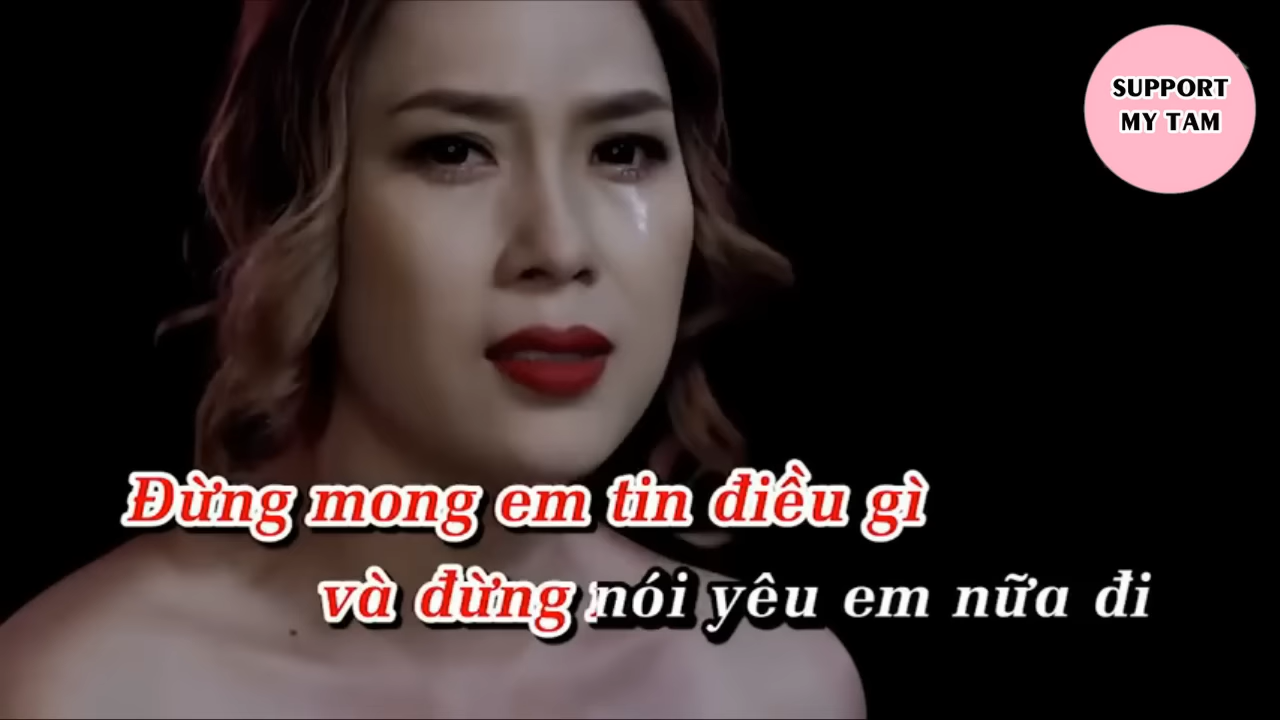 SUPPORT
MY TAM
Đừng mong em tin điều gì
và đừng nói yêu em nữa đi